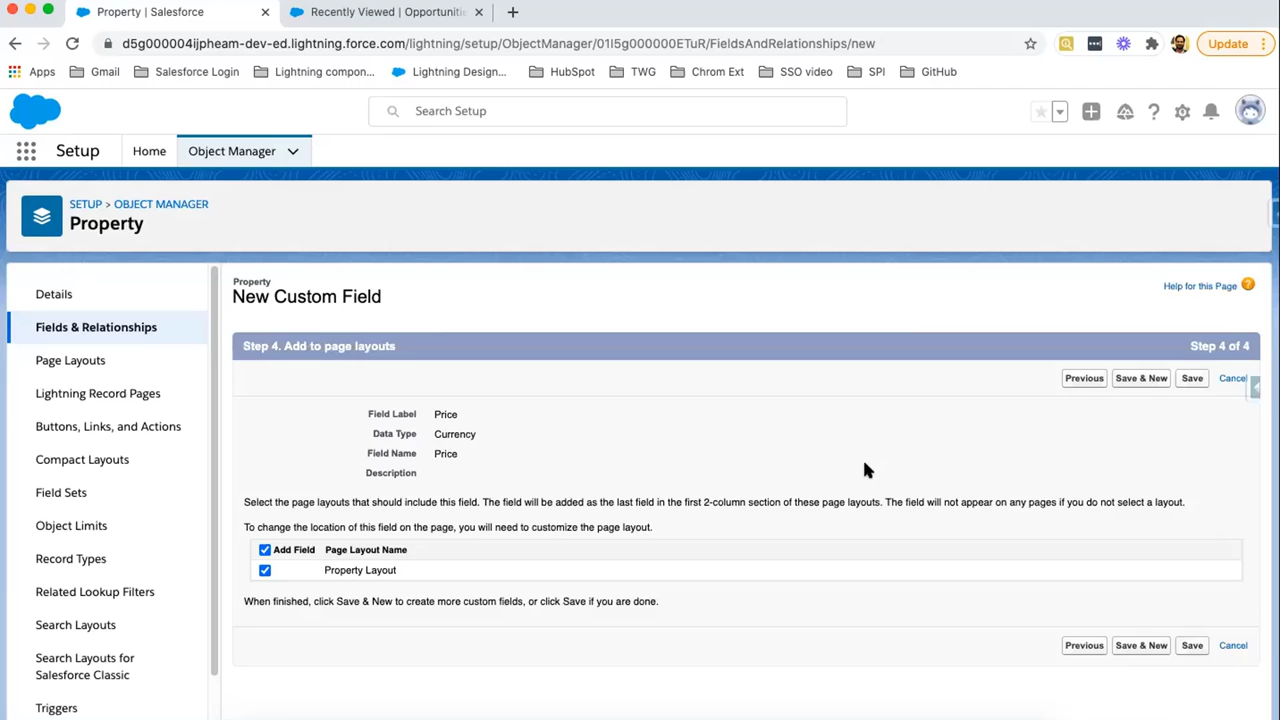 Property | Salesforce
Recently Viewed | Opportunitie
d5g000004ijpheam-dev-ed.lightning.force.com/lightning/setup/ObjectManager/01I5g000000ETuR/FieldsAndRelationships/new
Update
Apps Gmail Salesforce Login Lightning compon... Lightning Design... HubSpot TWG Chrom Ext SSO video SPI GitHub
Search Setup
Setup Home Object Manager
SETUP > OBJECT MANAGER
Property
Details
Fields & Relationships
Page Layouts
Lightning Record Pages
Buttons, Links, and Actions
Compact Layouts
Field Sets
Object Limits
Record Types
Related Lookup Filters
Search Layouts
Search Layouts for
Salesforce Classic
Triggers
Property
New Custom Field
Help for this Page
Step 4. Add to page layouts Step 4 of 4
Previous Save & New Save Cancel
Field Label Price
Data Type Currency
Field Name Price
Description
Select the page layouts that should include this field. The field will be added as the last field in the first 2-column section of these page layouts. The field will not appear on any pages if you do not select a layout.
To change the location of this field on the page, you will need to customize the page layout.
Add Field Page Layout Name
Property Layout
When finished, click Save & New to create more custom fields, or click Save if you are done.
Previous Save & New Save Cancel